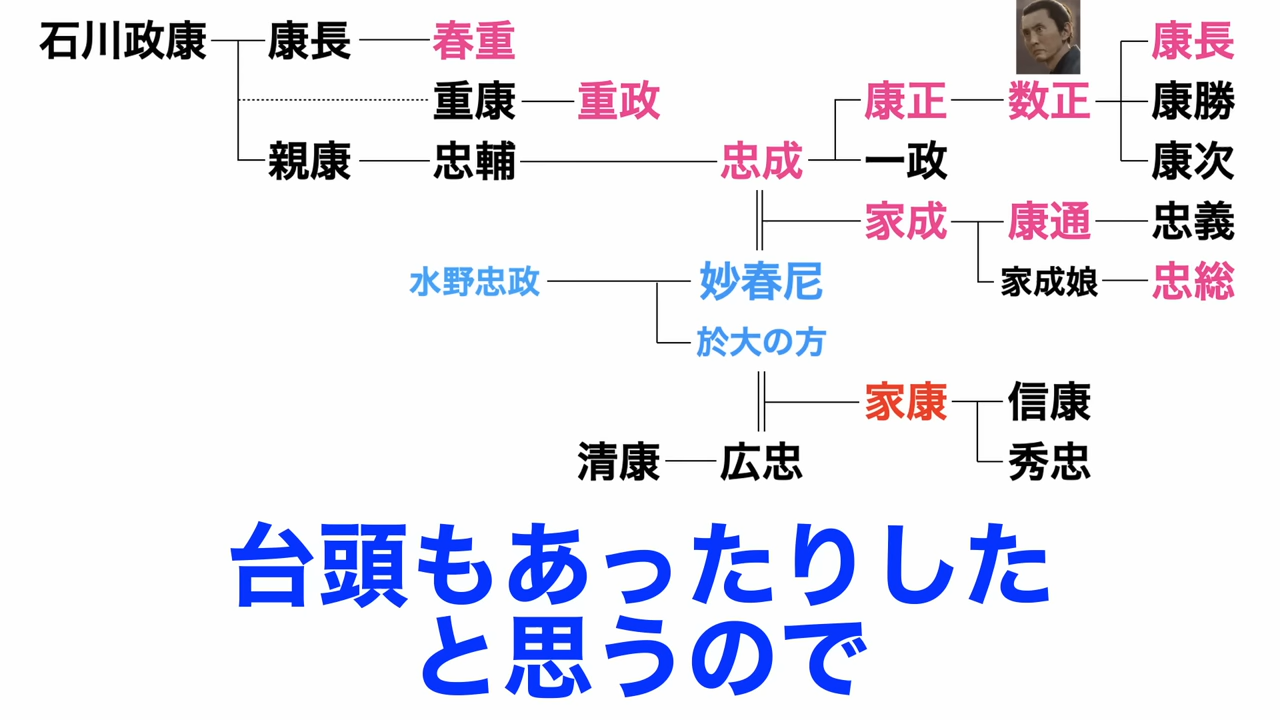 石川政康 康長 春重 康長
重康 重政 康正 数正 康勝
親康 忠輔 忠成 一政 康次
家成 康通 忠義
水野忠政 妙春尼 家成娘 忠総
於大の方
家康 信康
清康 広忠 秀忠
台頭もあったりした
と思うので